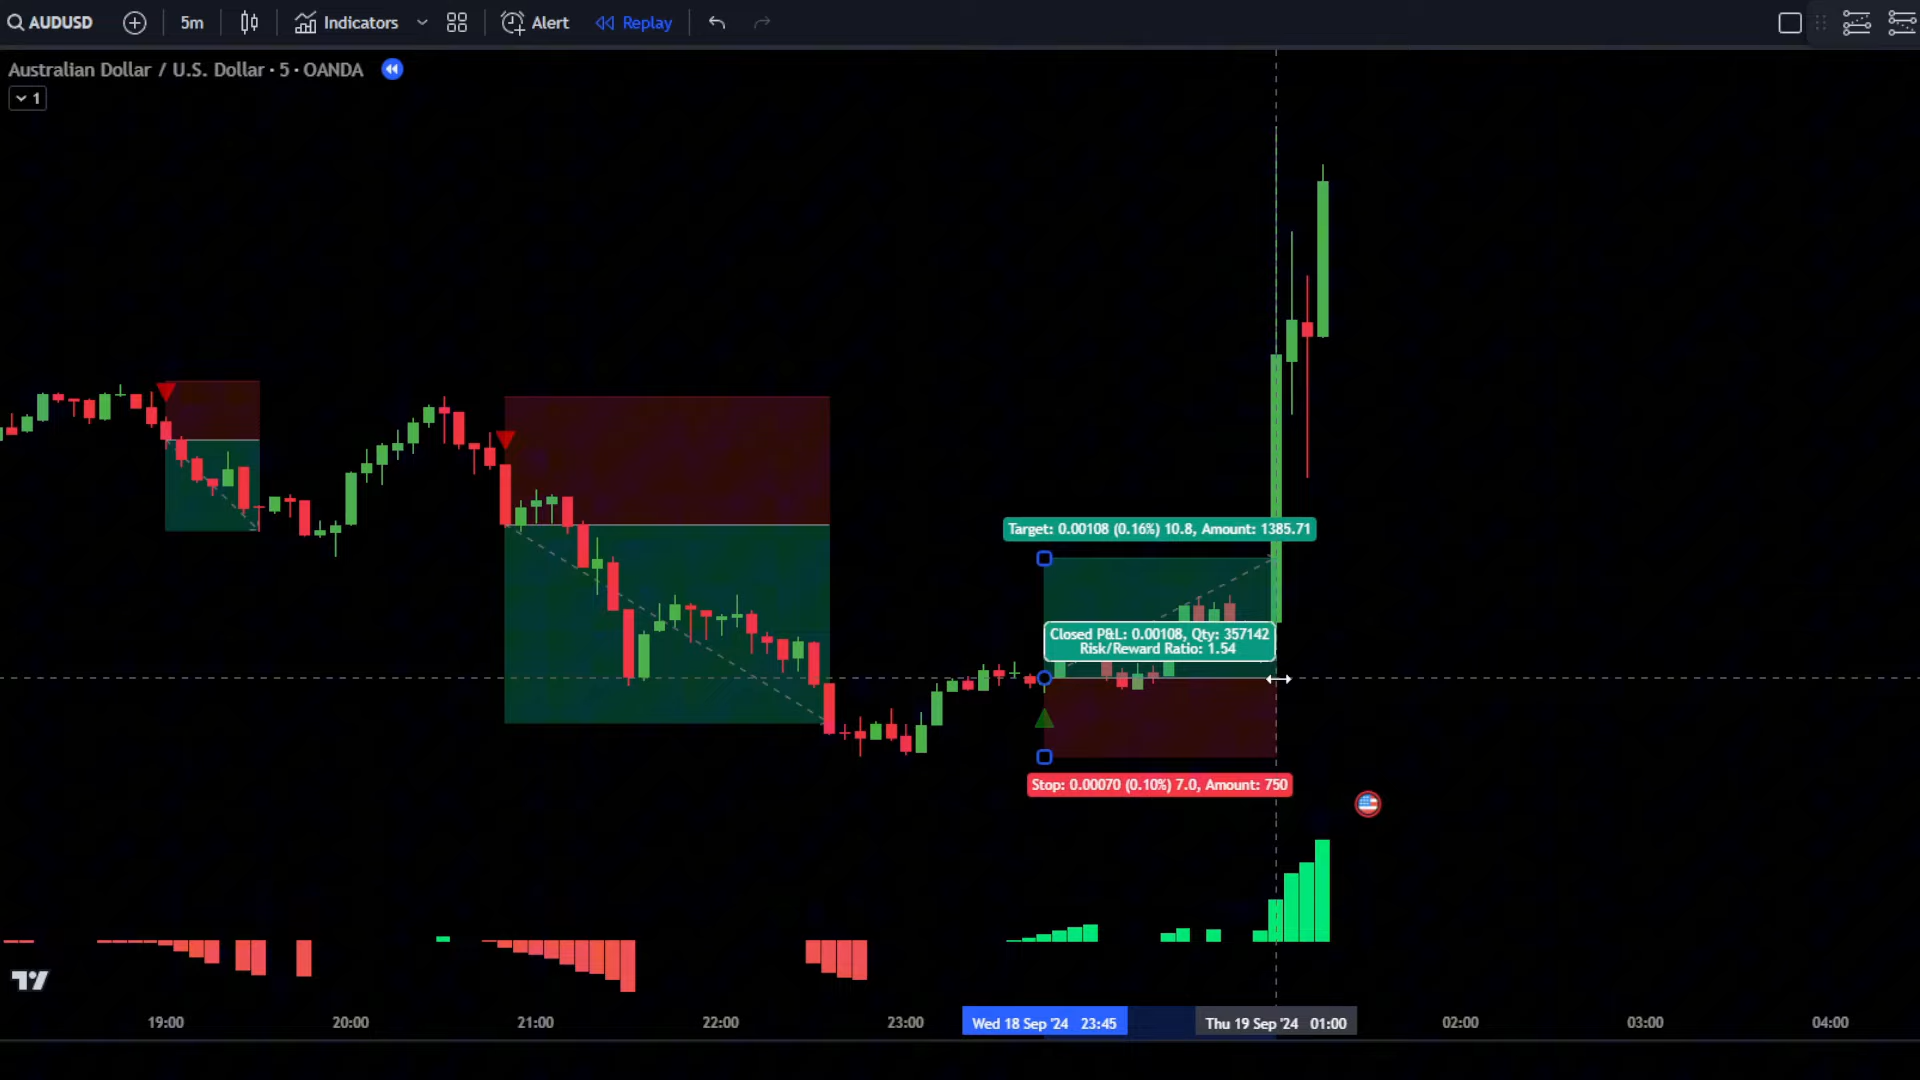 AUDUSD 5m Indicators Alert Replay
Australian Dollar / U.S. Dollar · 5 · OANDA
1
Target: 0.00108 (0.16%) 10.8, Amount: 1385.71
Closed P&L: 0.00108, Qty: 357142
Risk/Reward Ratio: 1.54
Stop: 0.00070 (0.10%) 7.0, Amount: 750
19:00 20:00 21:00 22:00 23:00 Wed 18 Sep '24 23:45 Thu 19 Sep '24 01:00 02:00 03:00 04:00